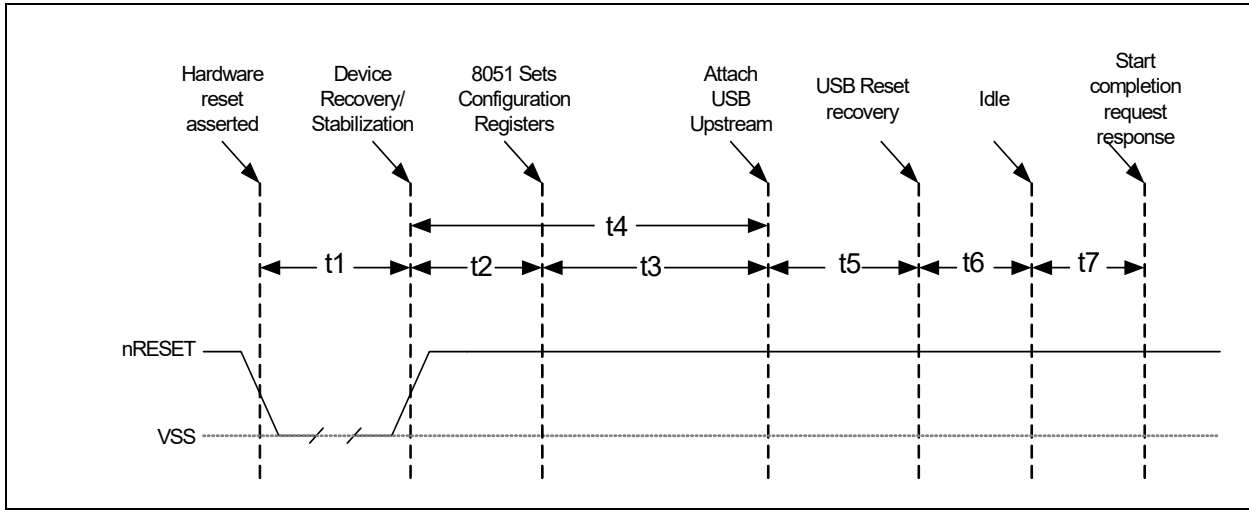 Hardware
reset
asserted
Device
Recovery/
Stabilization
8051 Sets
Configuration
Registers
Attach
USB
Upstream
USB Reset
recovery
Idle
Start
completion
request
response
t4
t1
t2
t3
t5
t6
t7
nRESET
VSS